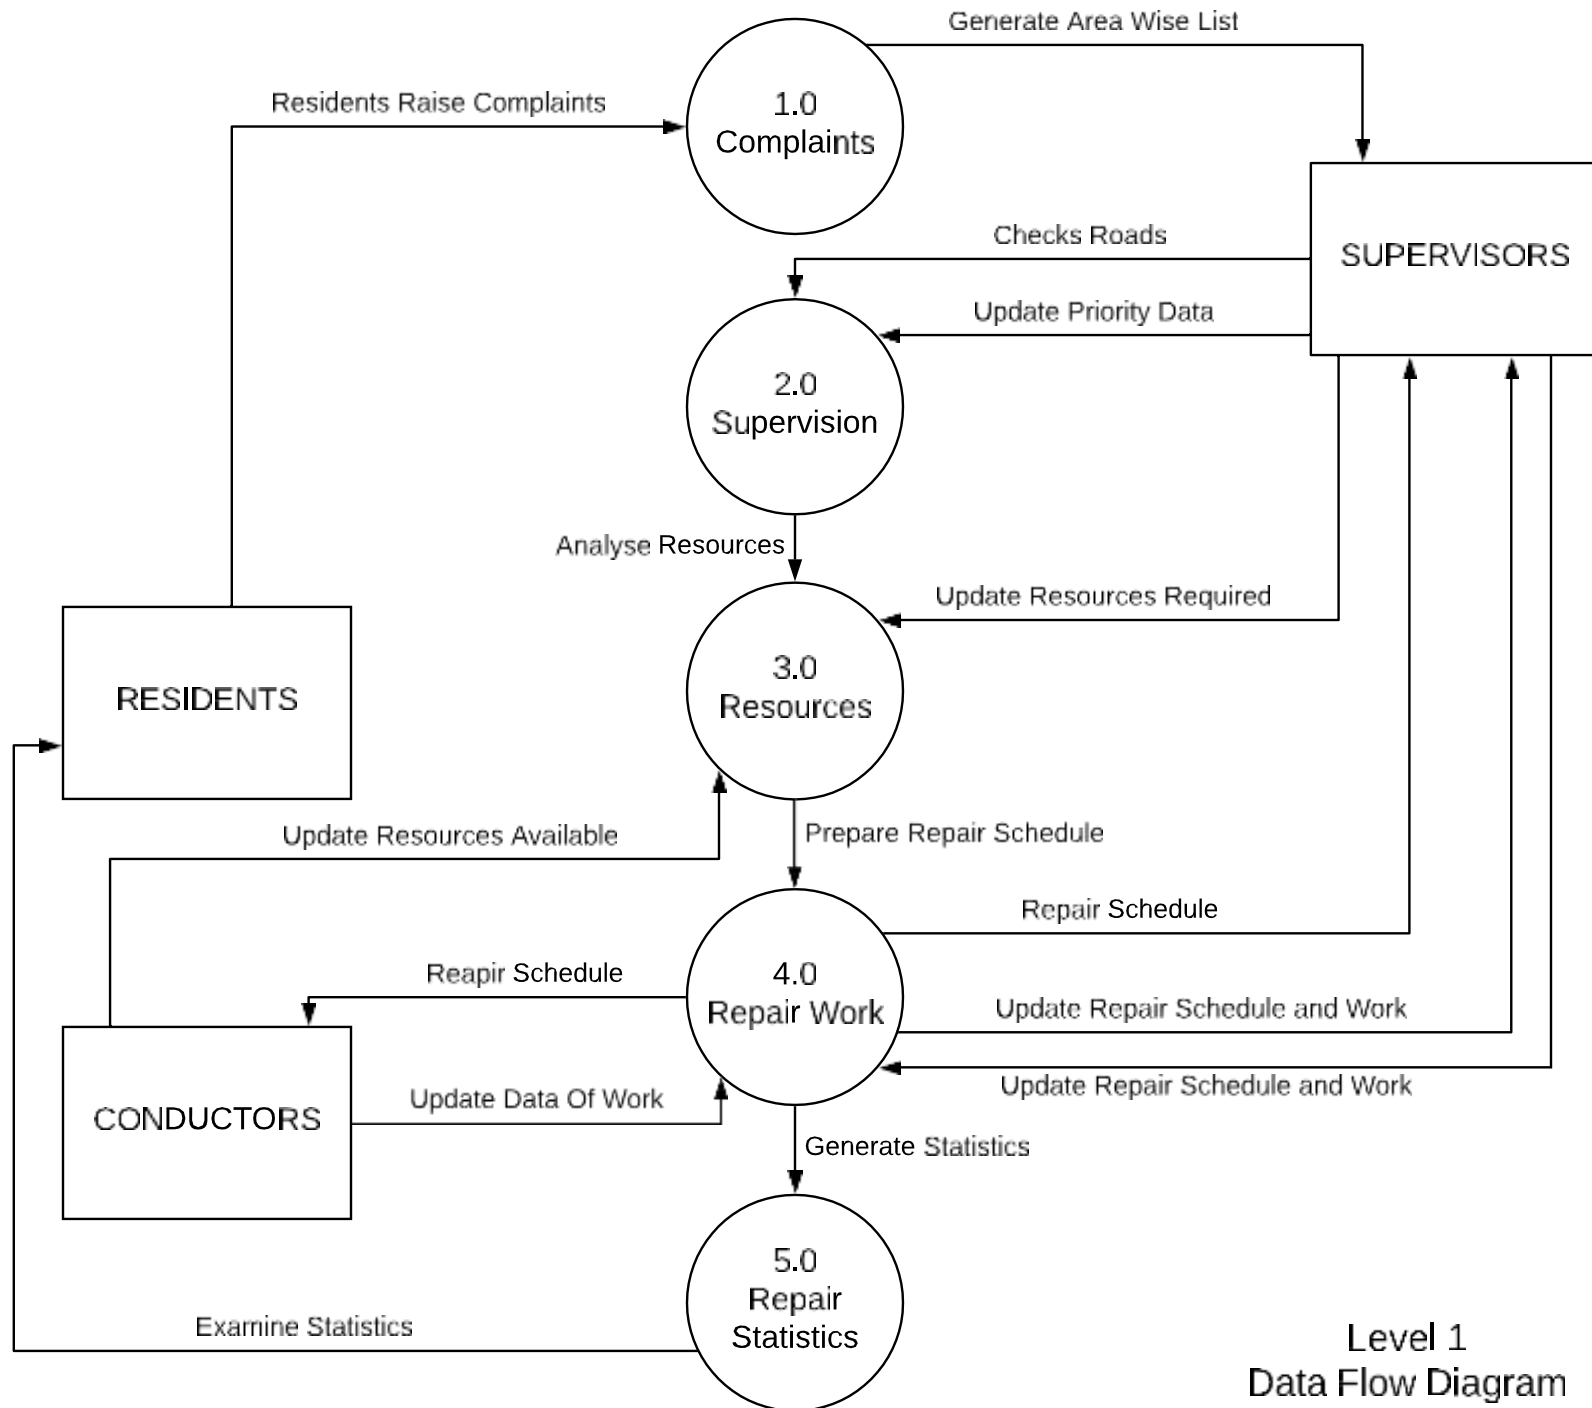 Generate Area Wise List
Residents Raise Complaints
1.0
Complaints
Checks Roads
SUPERVISORS
Update Priority Data
2.0
Supervision
Analyse Resources
Update Resources Required
3.0
Resources
RESIDENTS
Update Resources Available
Prepare Repair Schedule
Repair Schedule
Reapir Schedule
4.0
Repair Work
Update Repair Schedule and Work
Update Repair Schedule and Work
CONDUCTORS
Update Data Of Work
Generate Statistics
5.0
Repair
Statistics
Examine Statistics
Level 1
Data Flow Diagram